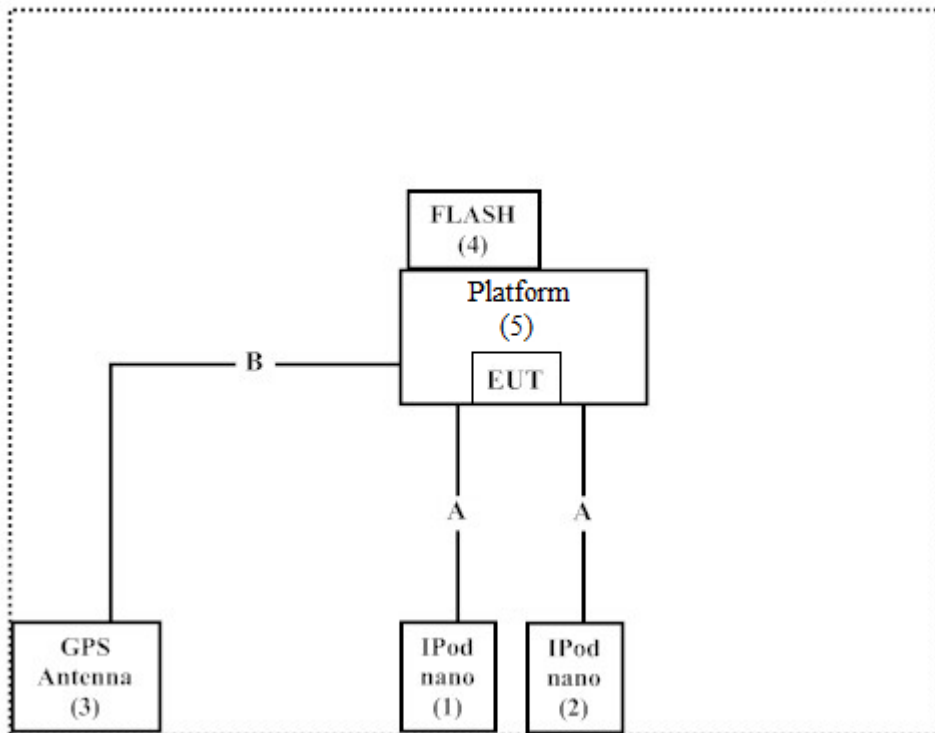 FLASH
(4)
Platform
(5)
EUT
B
A
A
GPS
Antenna
(3)
IPod
nano
(1)
IPod
nano
(2)